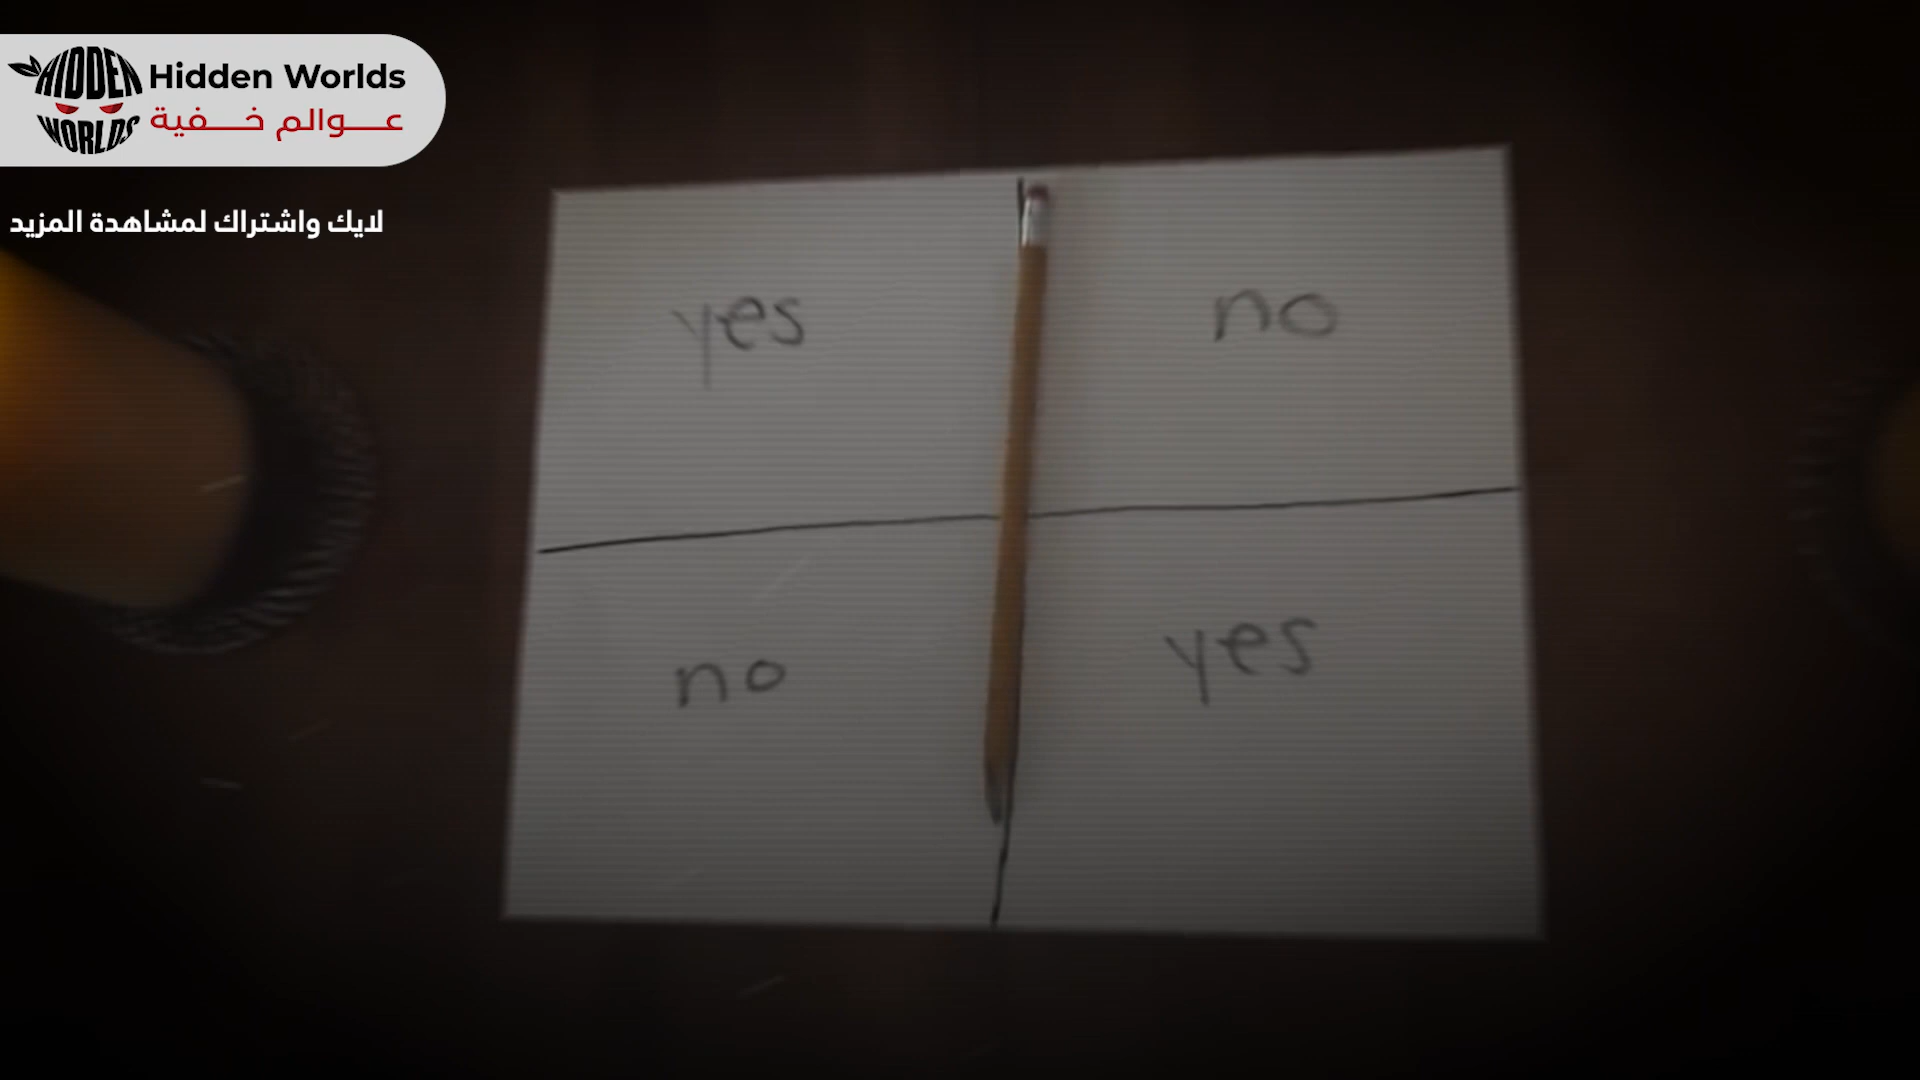 HIDDEN
WORLDS
Hidden Worlds
عـــوالم خـــفية
لايك واشتراك لمشاهدة المزيد
yes no
no yes